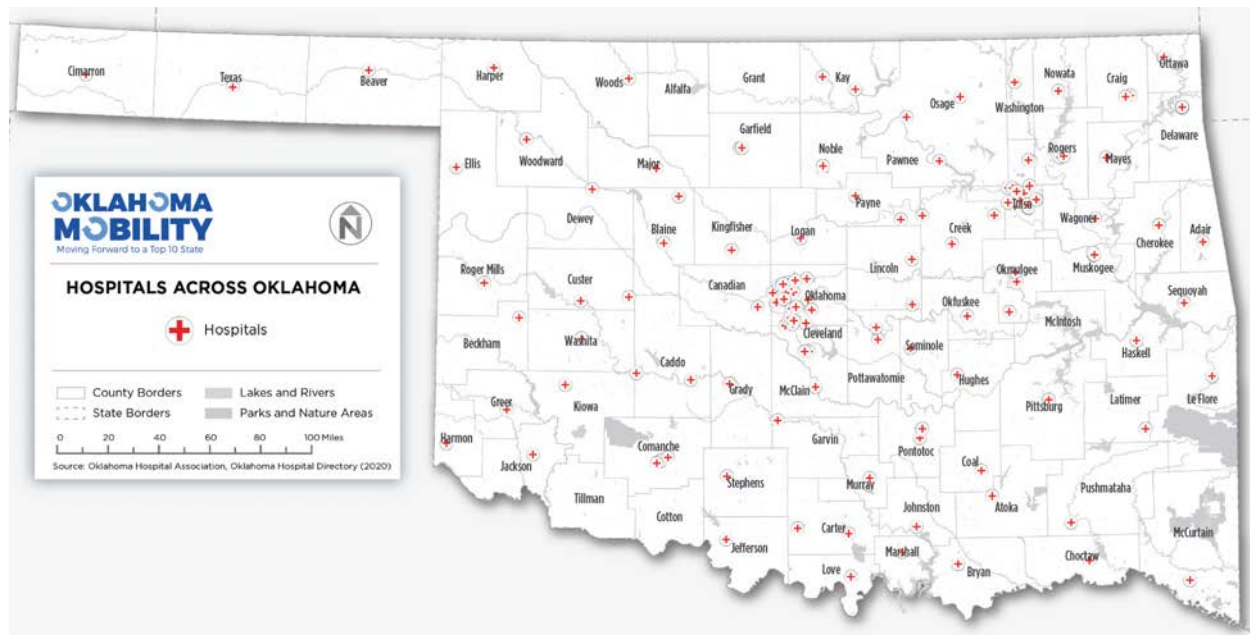 OKLAHOMA
MOBILITY
Moving Forward to a Top 10 State
N
HOSPITALS ACROSS OKLAHOMA
Hospitals
County Borders
Lakes and Rivers
State Borders
Parks and Nature Areas
0 20 40 60 80 100 Miles
Source: Oklahoma Hospital Association, Oklahoma Hospital Directory (2020)
Cimarron
Texas
Beaver
Harper
Woods
Alfalfa
Grant
Kay
Osage
Washington
Nowata
Craig
Ottawa
Ellis
Woodward
Major
Garfield
Noble
Pawnee
Rogers
Mayes
Delaware
Dewey
Blaine
Kingfisher
Logan
Payne
Creek
Tulsa
Wagoner
Cherokee
Adair
Roger Mills
Custer
Canadian
Oklahoma
Lincoln
Okmulgee
Muskogee
Sequoyah
Beckham
Washita
Caddo
Cleveland
Okfuskee
McIntosh
Haskell
Greer
Kiowa
Grady
McClain
Pottawatomie
Seminole
Hughes
Pittsburg
Latimer
Le Flore
Harmon
Jackson
Comanche
Garvin
Pontotoc
Coal
Tillman
Stephens
Murray
Johnston
Atoka
Pushmataha
McCurtain
Cotton
Jefferson
Carter
Love
Marshall
Bryan
Choctaw